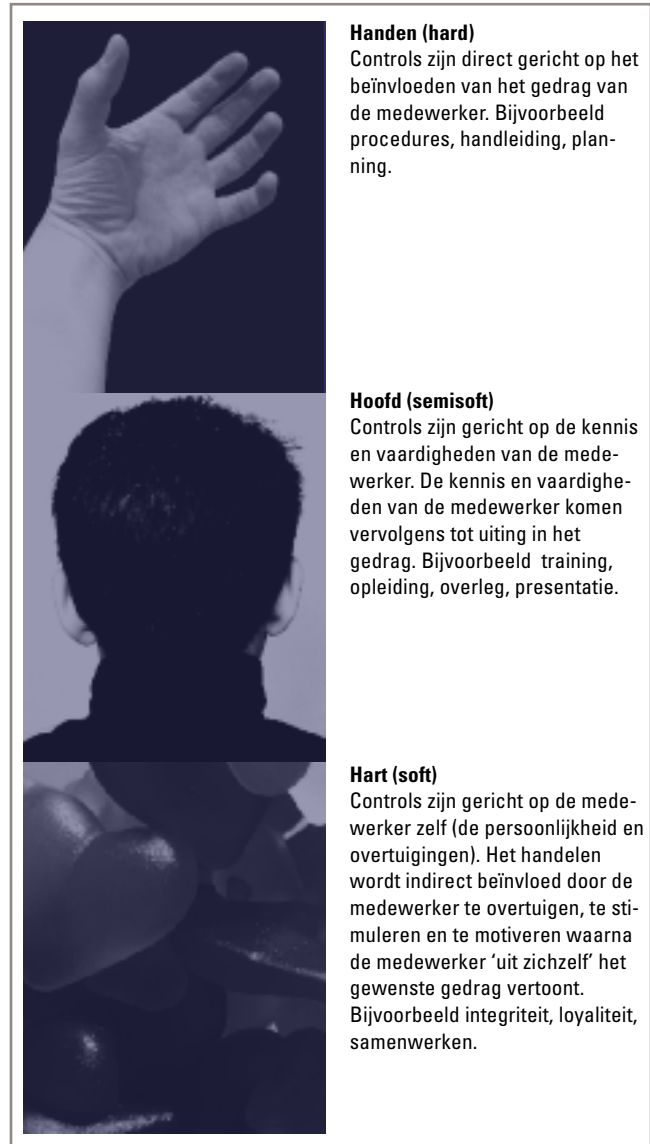 Handen (hard)
Controls zijn direct gericht op het
beïnvloeden van het gedrag van
de medewerker. Bijvoorbeeld
procedures, handleiding, plan-
ning.
Hoofd (semisoft)
Controls zijn gericht op de kennis
en vaardigheden van de mede-
werker. De kennis en vaardighe-
den van de medewerker komen
vervolgens tot uiting in het
gedrag. Bijvoorbeeld  training,
opleiding, overleg, presentatie.
Hart (soft)
Controls zijn gericht op de mede-
werker zelf (de persoonlijkheid en
overtuigingen). Het handelen
wordt indirect beïnvloed door de
medewerker te overtuigen, te sti-
muleren en te motiveren waarna
de medewerker ‘uit zichzelf’ het
gewenste gedrag vertoont.
Bijvoorbeeld integriteit, loyaliteit,
samenwerken.